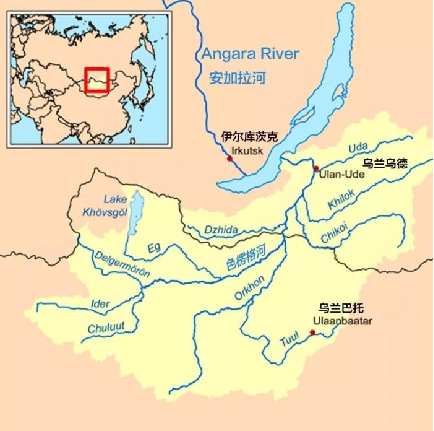 Angara River
安加拉河
伊尔库茨克
Irkutsk
Uda
乌兰乌德
Ulan-Ude
Khilok
Lake
Khövsgöl
Dzhida
Chikoi
Eg
色楞格河
Delgermörön
Orkhon
Ider
乌兰巴托
Ulaanbaatar
Chuluut
Tuul